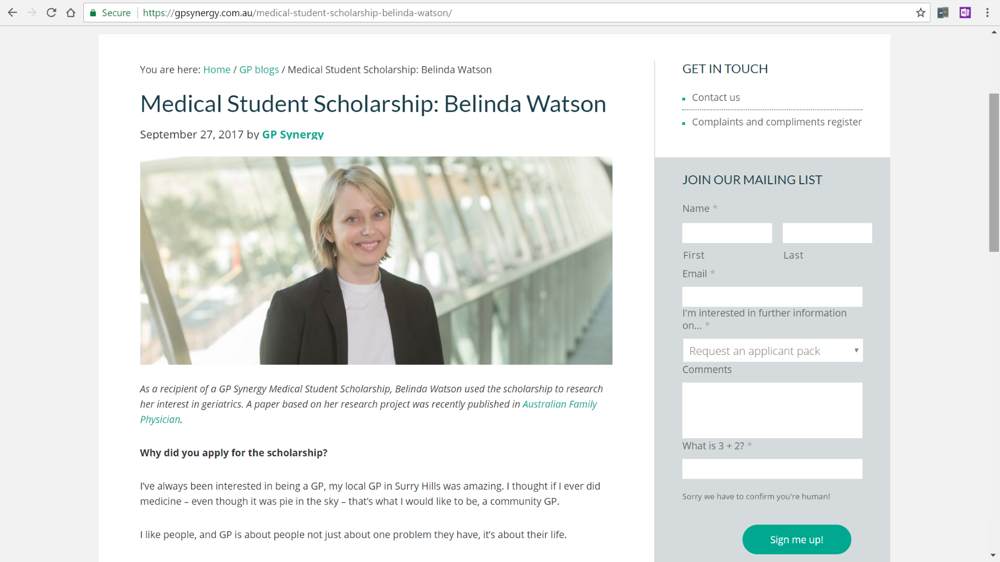 Secure
https://gpsynergy.com.au/medical-student-scholarship-belinda-watson/
You are here: Home / GP blogs / Medical Student Scholarship: Belinda Watson
Medical Student Scholarship: Belinda Watson
September 27, 2017 by GP Synergy
As a recipient of a GP Synergy Medical Student Scholarship, Belinda Watson used the scholarship to research
her interest in geriatrics. A paper based on her research project was recently published in Australian Family
Physician.
Why did you apply for the scholarship?
I’ve always been interested in being a GP, my local GP in Surry Hills was amazing. I thought if I ever did
medicine – even though it was pie in the sky – that’s what I would like to be, a community GP.
I like people, and GP is about people not just about one problem they have, it’s about their life.
GET IN TOUCH
Contact us
Complaints and compliments register
JOIN OUR MAILING LIST
Name *
First Last
Email *
I'm interested in further information
on... *
Request an applicant pack
Comments
What is 3 + 2? *
Sorry we have to confirm you're human!
Sign me up!